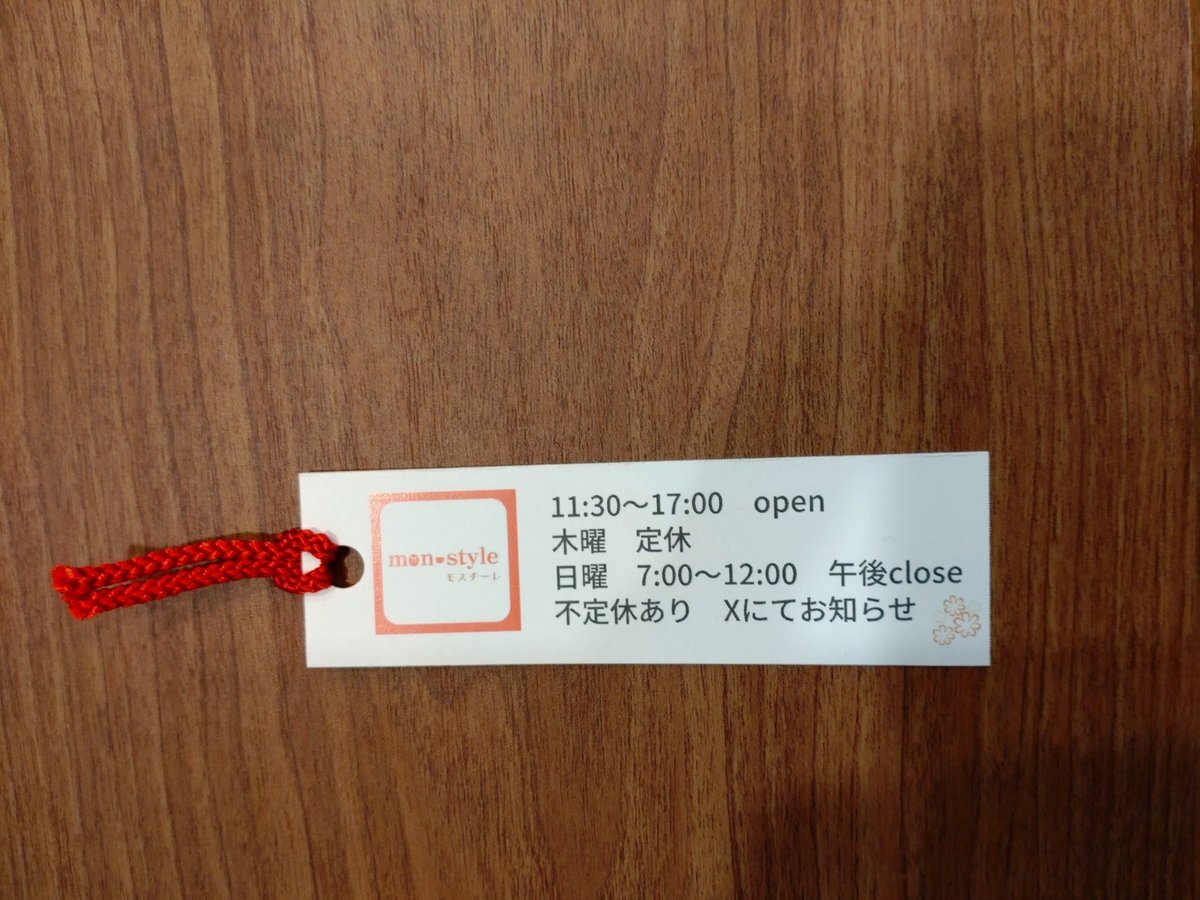 mon-style
モスチーレ
11:30～17:00　open
木曜　定休
日曜　7:00～12:00　午後close
不定休あり　Xにてお知らせ